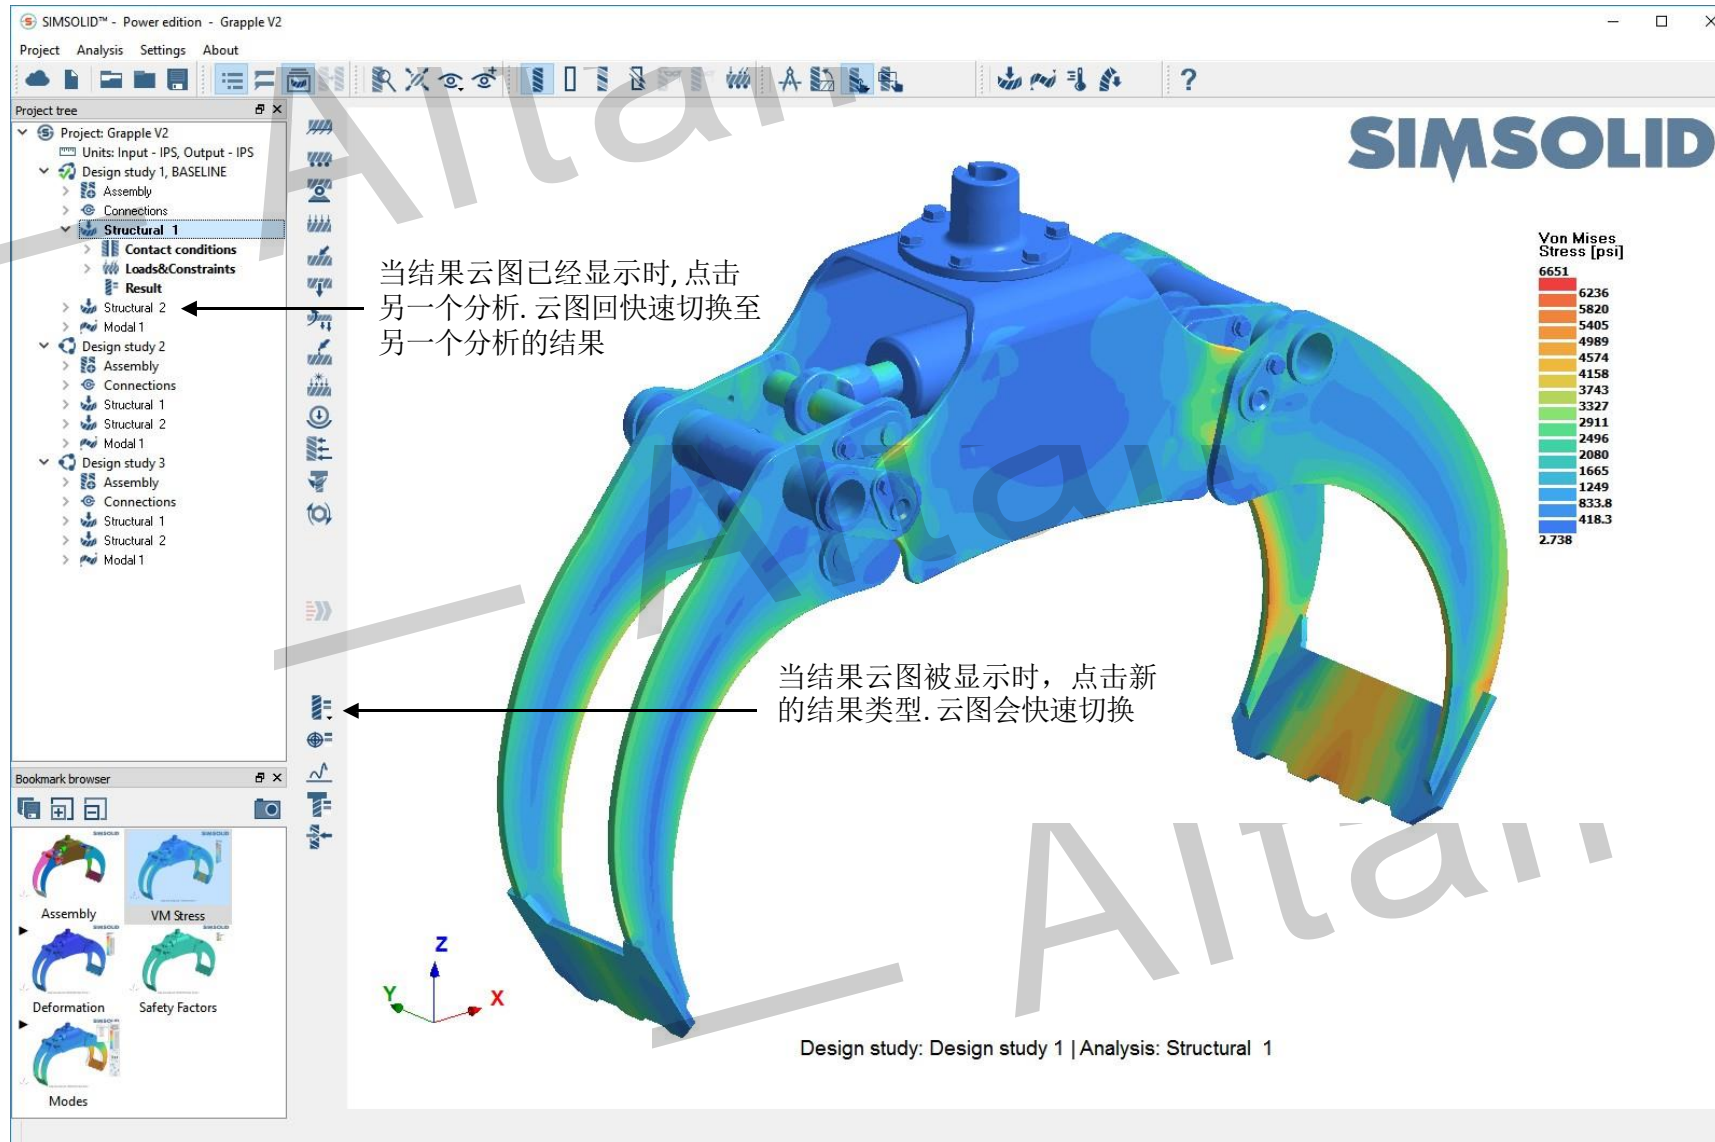 SIMSOLID™ - Power edition - Grapple V2
Project Analysis Settings About
Project tree
Project: Grapple V2
Units: Input - IPS, Output - IPS
Design study 1, BASELINE
Assembly
Connections
Structural 1
Contact conditions
Loads&Constraints
Result
Structural 2
Modal 1
Design study 2
Assembly
Connections
Structural 1
Structural 2
Modal 1
Design study 3
Assembly
Connections
Structural 1
Structural 2
Modal 1
当结果云图已经显示时,点击
另一个分析.云图回快速切换至
另一个分析的结果
当结果云图被显示时，点击新
的结果类型.云图会快速切换
SIMSOLID
Von Mises
Stress [psi]
6651
6236
5820
5405
4989
4574
4158
3743
3327
2911
2496
2080
1665
1249
833.8
418.3
2.738
Bookmark browser
Assembly
VM Stress
Deformation
Safety Factors
Modes
Z
Y
X
Design study: Design study 1 | Analysis: Structural 1
Altair
Altair
Altair